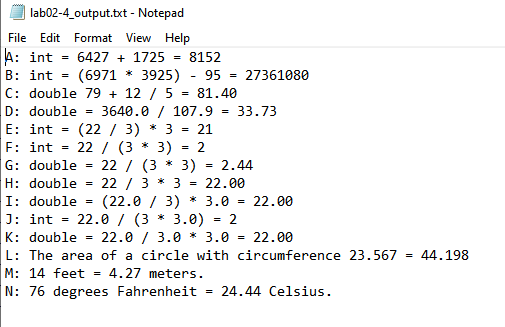 lab02-4_output.txt - Notepad
File Edit Format View Help
A: int = 6427 + 1725 = 8152
B: int = (6971 * 3925) - 95 = 27361080
C: double 79 + 12 / 5 = 81.40
D: double = 3640.0 / 107.9 = 33.73
E: int = (22 / 3) * 3 = 21
F: int = 22 / (3 * 3) = 2
G: double = 22 / (3 * 3) = 2.44
H: double = 22 / 3 * 3 = 22.00
I: double = (22.0 / 3) * 3.0 = 22.00
J: int = 22.0 / (3 * 3.0) = 2
K: double = 22.0 / 3.0 * 3.0 = 22.00
L: The area of a circle with circumference 23.567 = 44.198
M: 14 feet = 4.27 meters.
N: 76 degrees Fahrenheit = 24.44 Celsius.